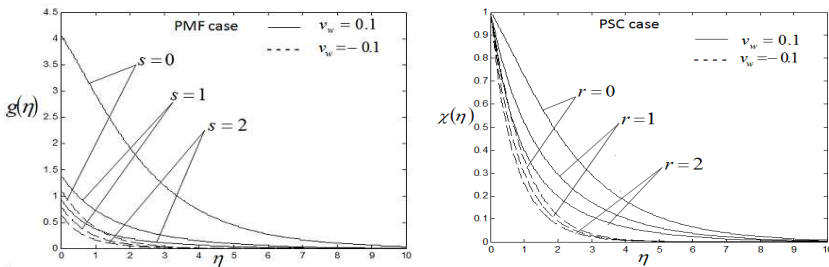 PMF case
v_w = 0.1
v_w = − 0.1
s = 0
s = 1
s = 2
g(η)
4.5
4
3.5
3
2.5
2
1.5
1
0.5
0
0 1 2 3 4 5 6 7 8 9 10
η
PSC case
v_w = 0.1
v_w = −0.1
r = 0
r = 1
r = 2
χ(η)
1
0.9
0.8
0.7
0.6
0.5
0.4
0.3
0.2
0.1
0
0 1 2 3 4 5 6 7 8 9 10
η